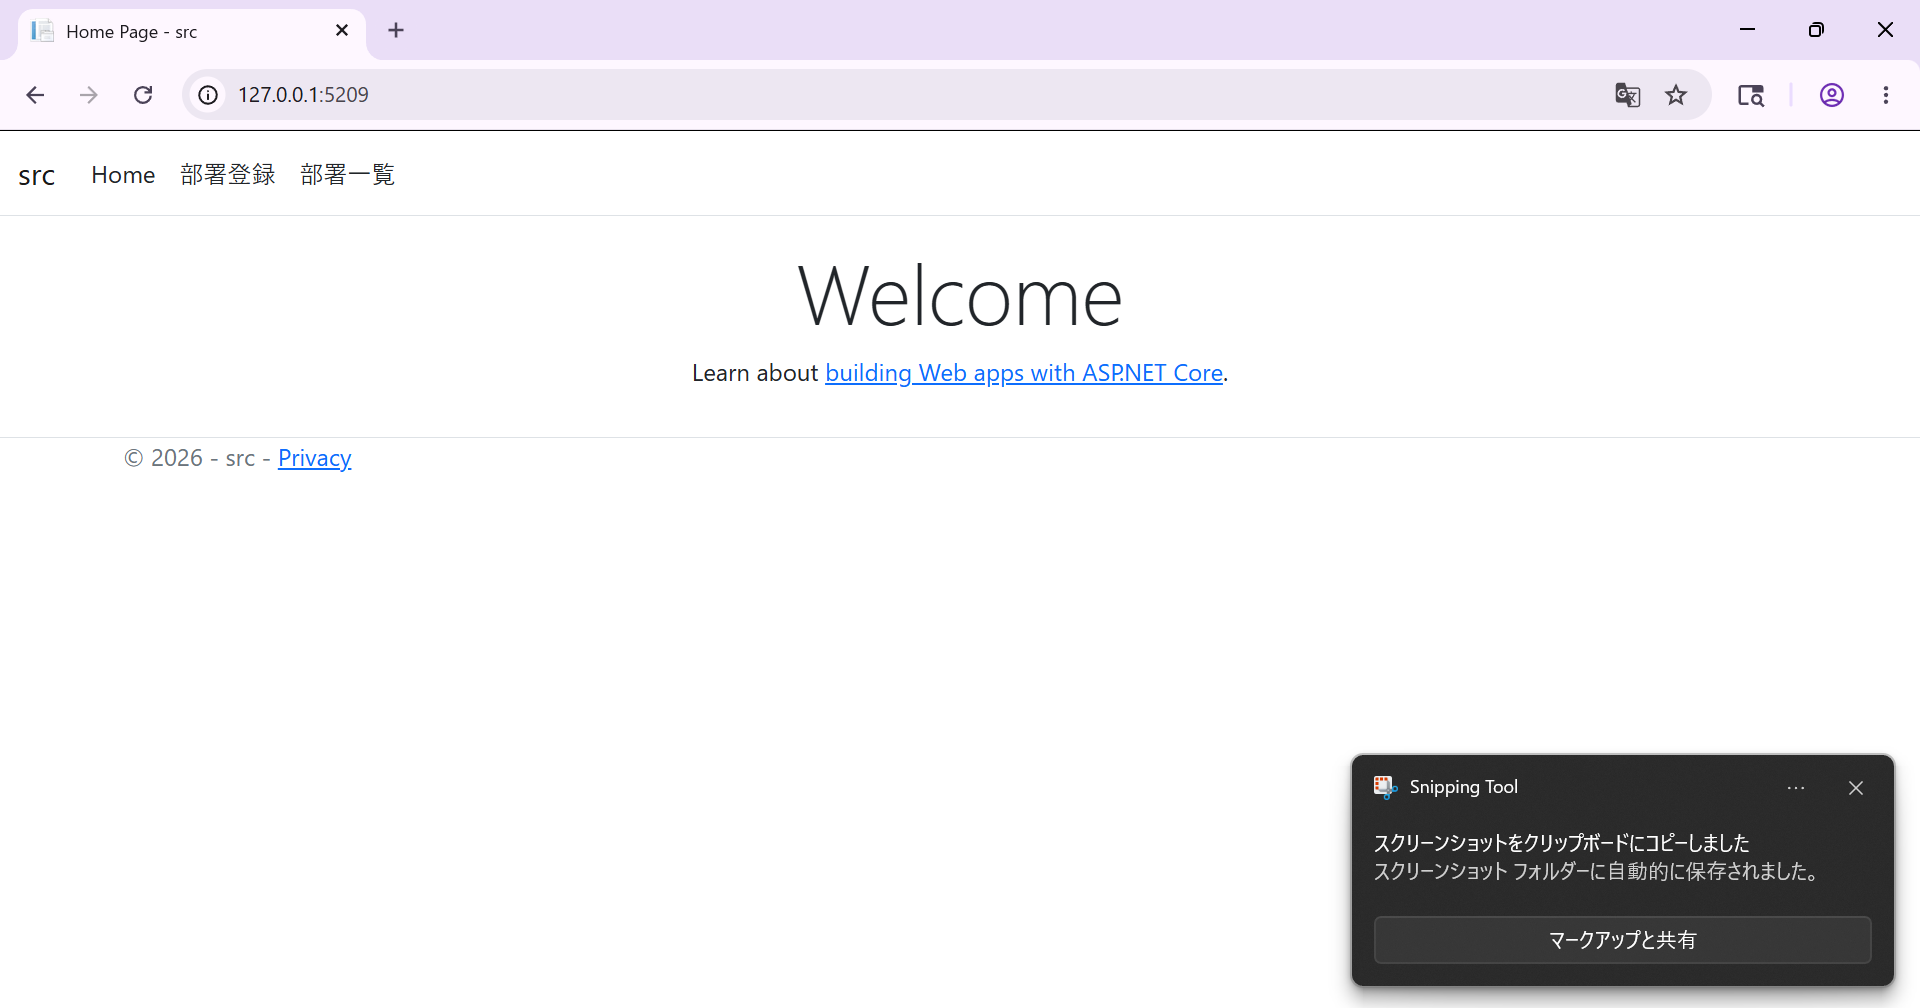 Home Page - src
127.0.0.1:5209
src Home 部署登録 部署一覧
Welcome
Learn about building Web apps with ASP.NET Core.
© 2026 - src - Privacy
Snipping Tool
スクリーンショットをクリップボードにコピーしました
スクリーンショット フォルダーに自動的に保存されました。
マークアップと共有